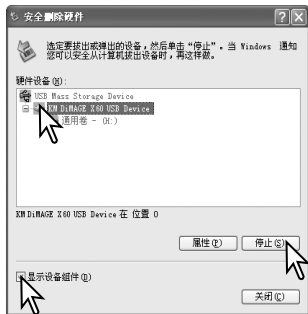 安全删除硬件
选定要拔出或弹出的设备，然后单击“停止”。当 Windows 通知
您可以安全从计算机拔出设备时，再这样做。
硬件设备(H):
USB Mass Storage Device
KM DiMAGE X60 USB Device
通用卷 - (H:)
KM DiMAGE X60 USB Device 在 位置 0
属性(P)
停止(S)
显示设备组件(D)
关闭(C)